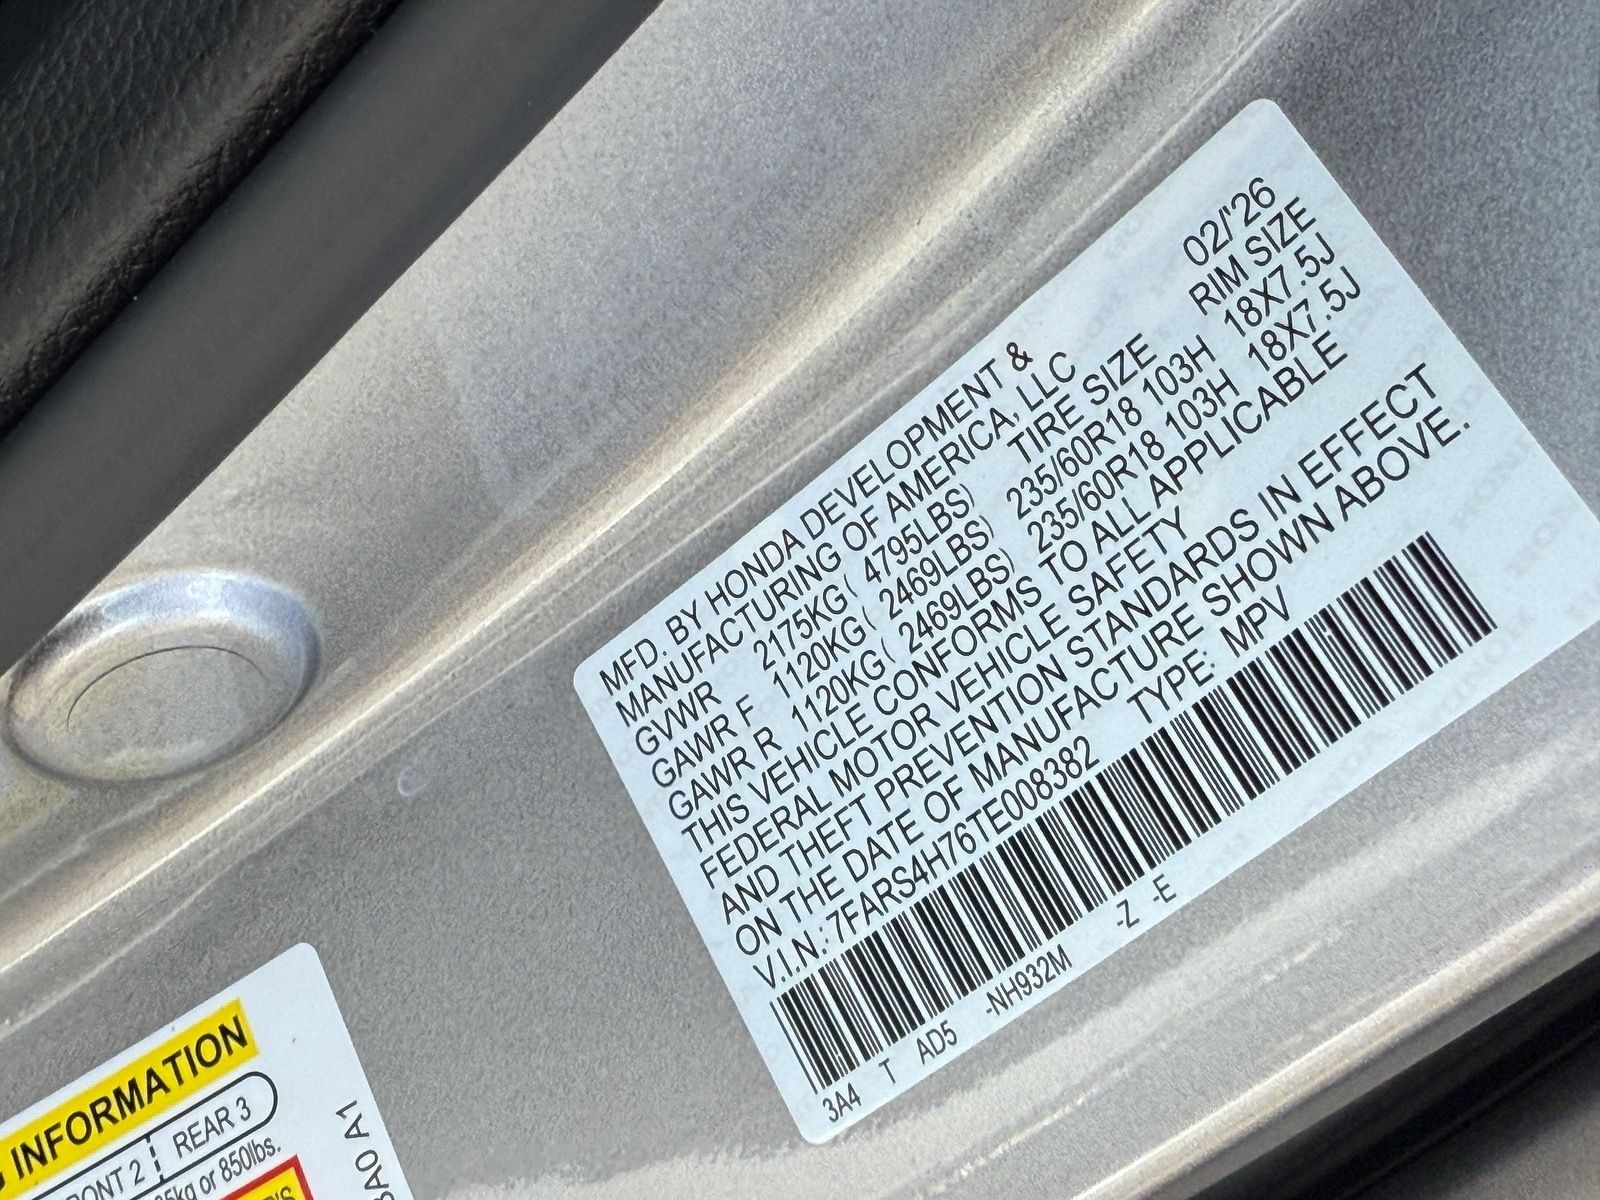 MFD. BY HONDA DEVELOPMENT & 02/'26
MANUFACTURING OF AMERICA, LLC RIM SIZE
GVWR 2175KG( 4795LBS) TIRE SIZE 18X7.5J
GAWR F 1120KG( 2469LBS) 235/60R18 103H 18X7.5J
GAWR R 1120KG( 2469LBS) 235/60R18 103H
THIS VEHICLE CONFORMS TO ALL APPLICABLE
FEDERAL MOTOR VEHICLE SAFETY
AND THEFT PREVENTION STANDARDS IN EFFECT
ON THE DATE OF MANUFACTURE SHOWN ABOVE.
V.I.N.: 7FARS4H76TE008382 TYPE: MPV
3A4 T AD5 -NH932M -Z -E
INFORMATION
REAR 3
kg or 850lbs.
A1